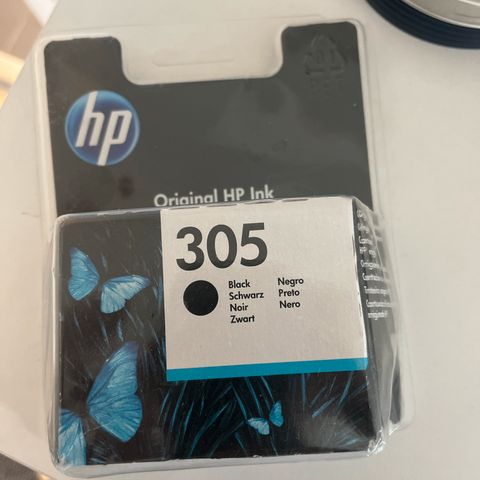 hp
Original HP Ink
305
Black Negro
Schwarz Preto
Noir Nero
Zwart